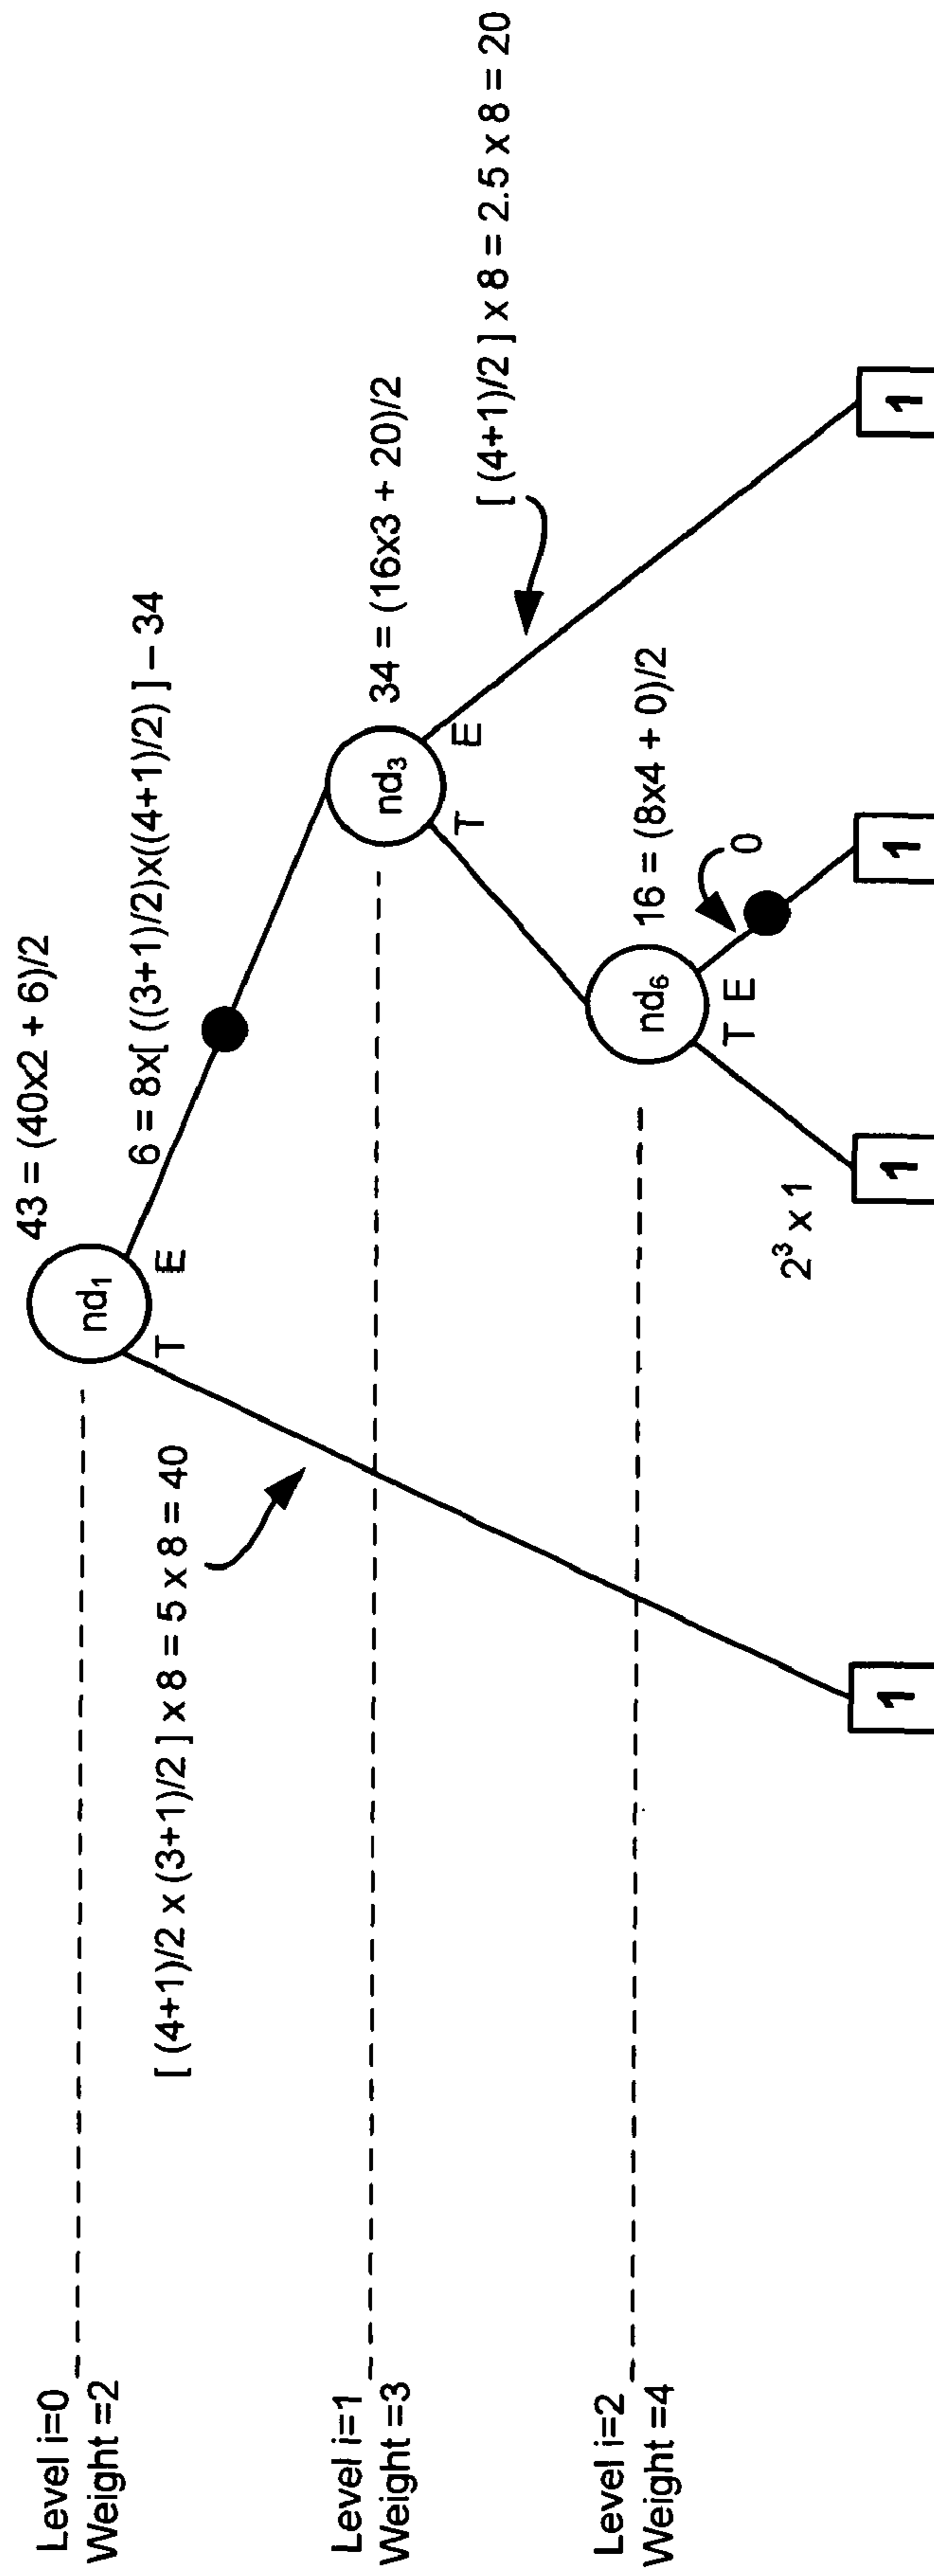 43 = (40x2 + 6)/2
Level i=0
Weight =2
nd1
T E
6 = 8x[ ((3+1)/2)x((4+1)/2) ] – 34
[ (4+1)/2 x (3+1)/2 ] x 8 = 5 x 8 = 40
Level i=1
Weight =3
nd3
34 = (16x3 + 20)/2
T E
[ (4+1)/2 ] x 8 = 2.5 x 8 = 20
Level i=2
Weight =4
nd6
16 = (8x4 + 0)/2
T E
0
2³ x 1
1
1
1
1